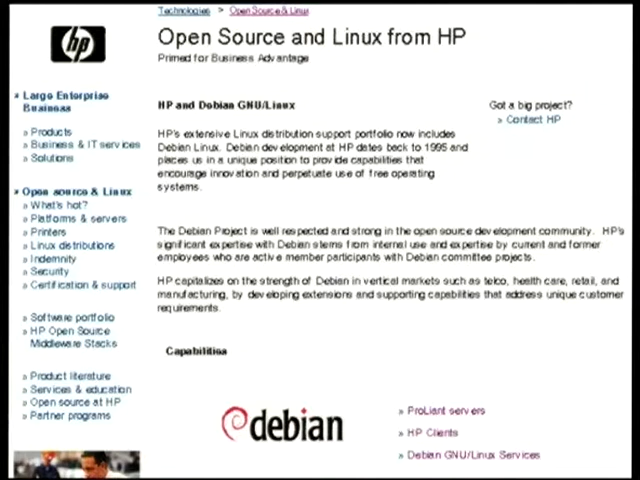 Technologies > Open Source & Linux
hp
Open Source and Linux from HP
Primed for Business Advantage
» Large Enterprise
Business
» Products
» Business & IT services
» Solutions
» Open source & Linux
» What's hot?
» Platforms & servers
» Printers
» Linux distributions
» Indemnity
» Security
» Certification & support
» Software portfolio
» HP Open Source
Middleware Stacks
» Product literature
» Services & education
» Open source at HP
» Partner programs
HP and Debian GNU/Linux
HP's extensive Linux distribution support portfolio now includes
Debian Linux. Debian development at HP dates back to 1995 and
places us in a unique position to provide capabilities that
encourage innovation and perpetuate use of free operating
systems.
Got a big project?
» Contact HP
The Debian Project is well respected and strong in the open source development community. HP's
significant expertise with Debian stems from internal use and expertise by current and former
employees who are active member participants with Debian committee projects.
HP capitalizes on the strength of Debian in vertical markets such as telco, health care, retail, and
manufacturing, by developing extensions and supporting capabilities that address unique customer
requirements.
Capabilities
debian
» ProLiant servers
» HP Clients
» Debian GNU/Linux Services